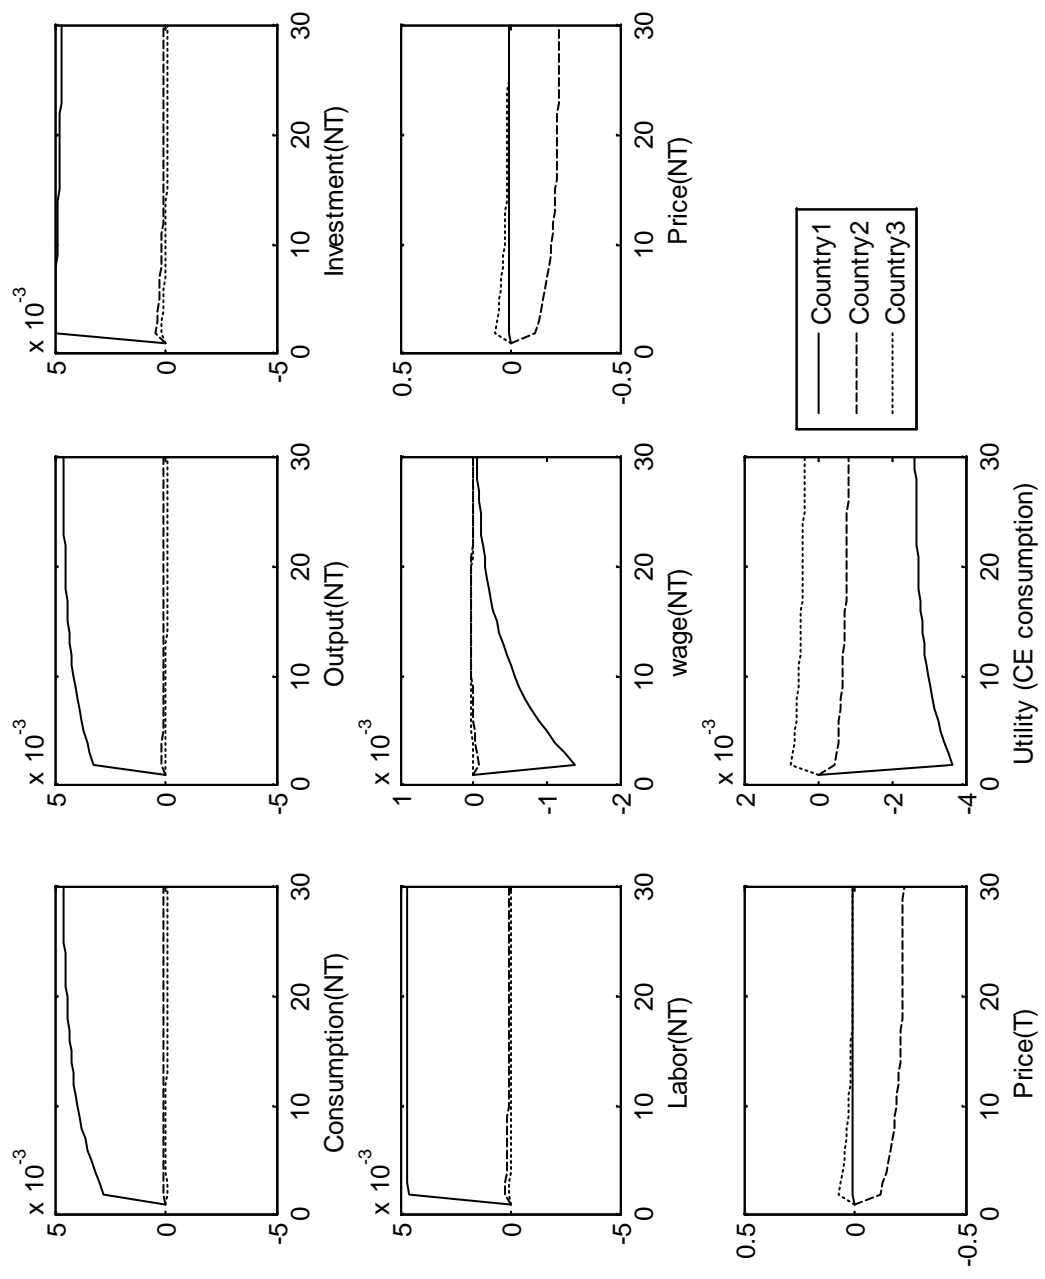 x 10^-3
5
0
-5
0 10 20 30
Consumption(NT)
x 10^-3
5
0
-5
0 10 20 30
Output(NT)
x 10^-3
5
0
-5
0 10 20 30
Investment(NT)
x 10^-3
5
0
-5
0 10 20 30
Labor(NT)
x 10^-3
1
0
-1
-2
0 10 20 30
wage(NT)
0.5
0
-0.5
0 10 20 30
Price(NT)
0.5
0
-0.5
0 10 20 30
Price(T)
x 10^-3
2
0
-2
-4
0 10 20 30
Utility (CE consumption)
Country1
Country2
Country3